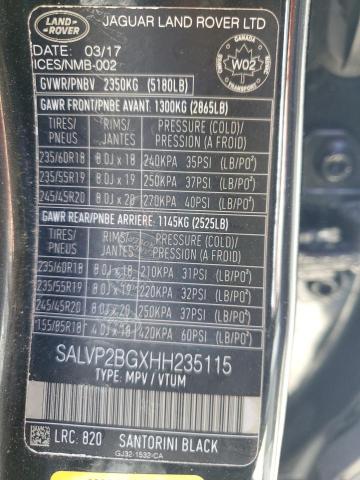 LAND ROVER
JAGUAR LAND ROVER LTD
DATE: 03/17
ICES/NMB-002
W02
GVWR/PNBV 2350KG (5180LB)
GAWR FRONT/PNBE AVANT: 1300KG (2865LB)
TIRES/ RIMS/ PRESSURE (COLD)/
PNEUS JANTES PRESSION (A FROID)
235/60R18 8.0J x 18 240KPA 35PSI (LB/PO²)
235/55R19 8.0J x 19 250KPA 37PSI (LB/PO²)
245/45R20 8.0J x 20 270KPA 40PSI (LB/PO²)
GAWR REAR/PNBE ARRIERE: 1145KG (2525LB)
TIRES/ RIMS/ PRESSURE (COLD)/
PNEUS JANTES PRESSION (A FROID)
235/60R18 8.0J x 18 210KPA 31PSI (LB/PO²)
235/55R19 8.0J x 19 220KPA 32PSI (LB/PO²)
245/45R20 8.0J x 20 250KPA 37PSI (LB/PO²)
155/85R18 4.0J x 18 420KPA 60PSI (LB/PO²)
SALVP2BGXHH235115
TYPE: MPV / VTUM
LRC: 820 SANTORINI BLACK
GJ32-1532-CA